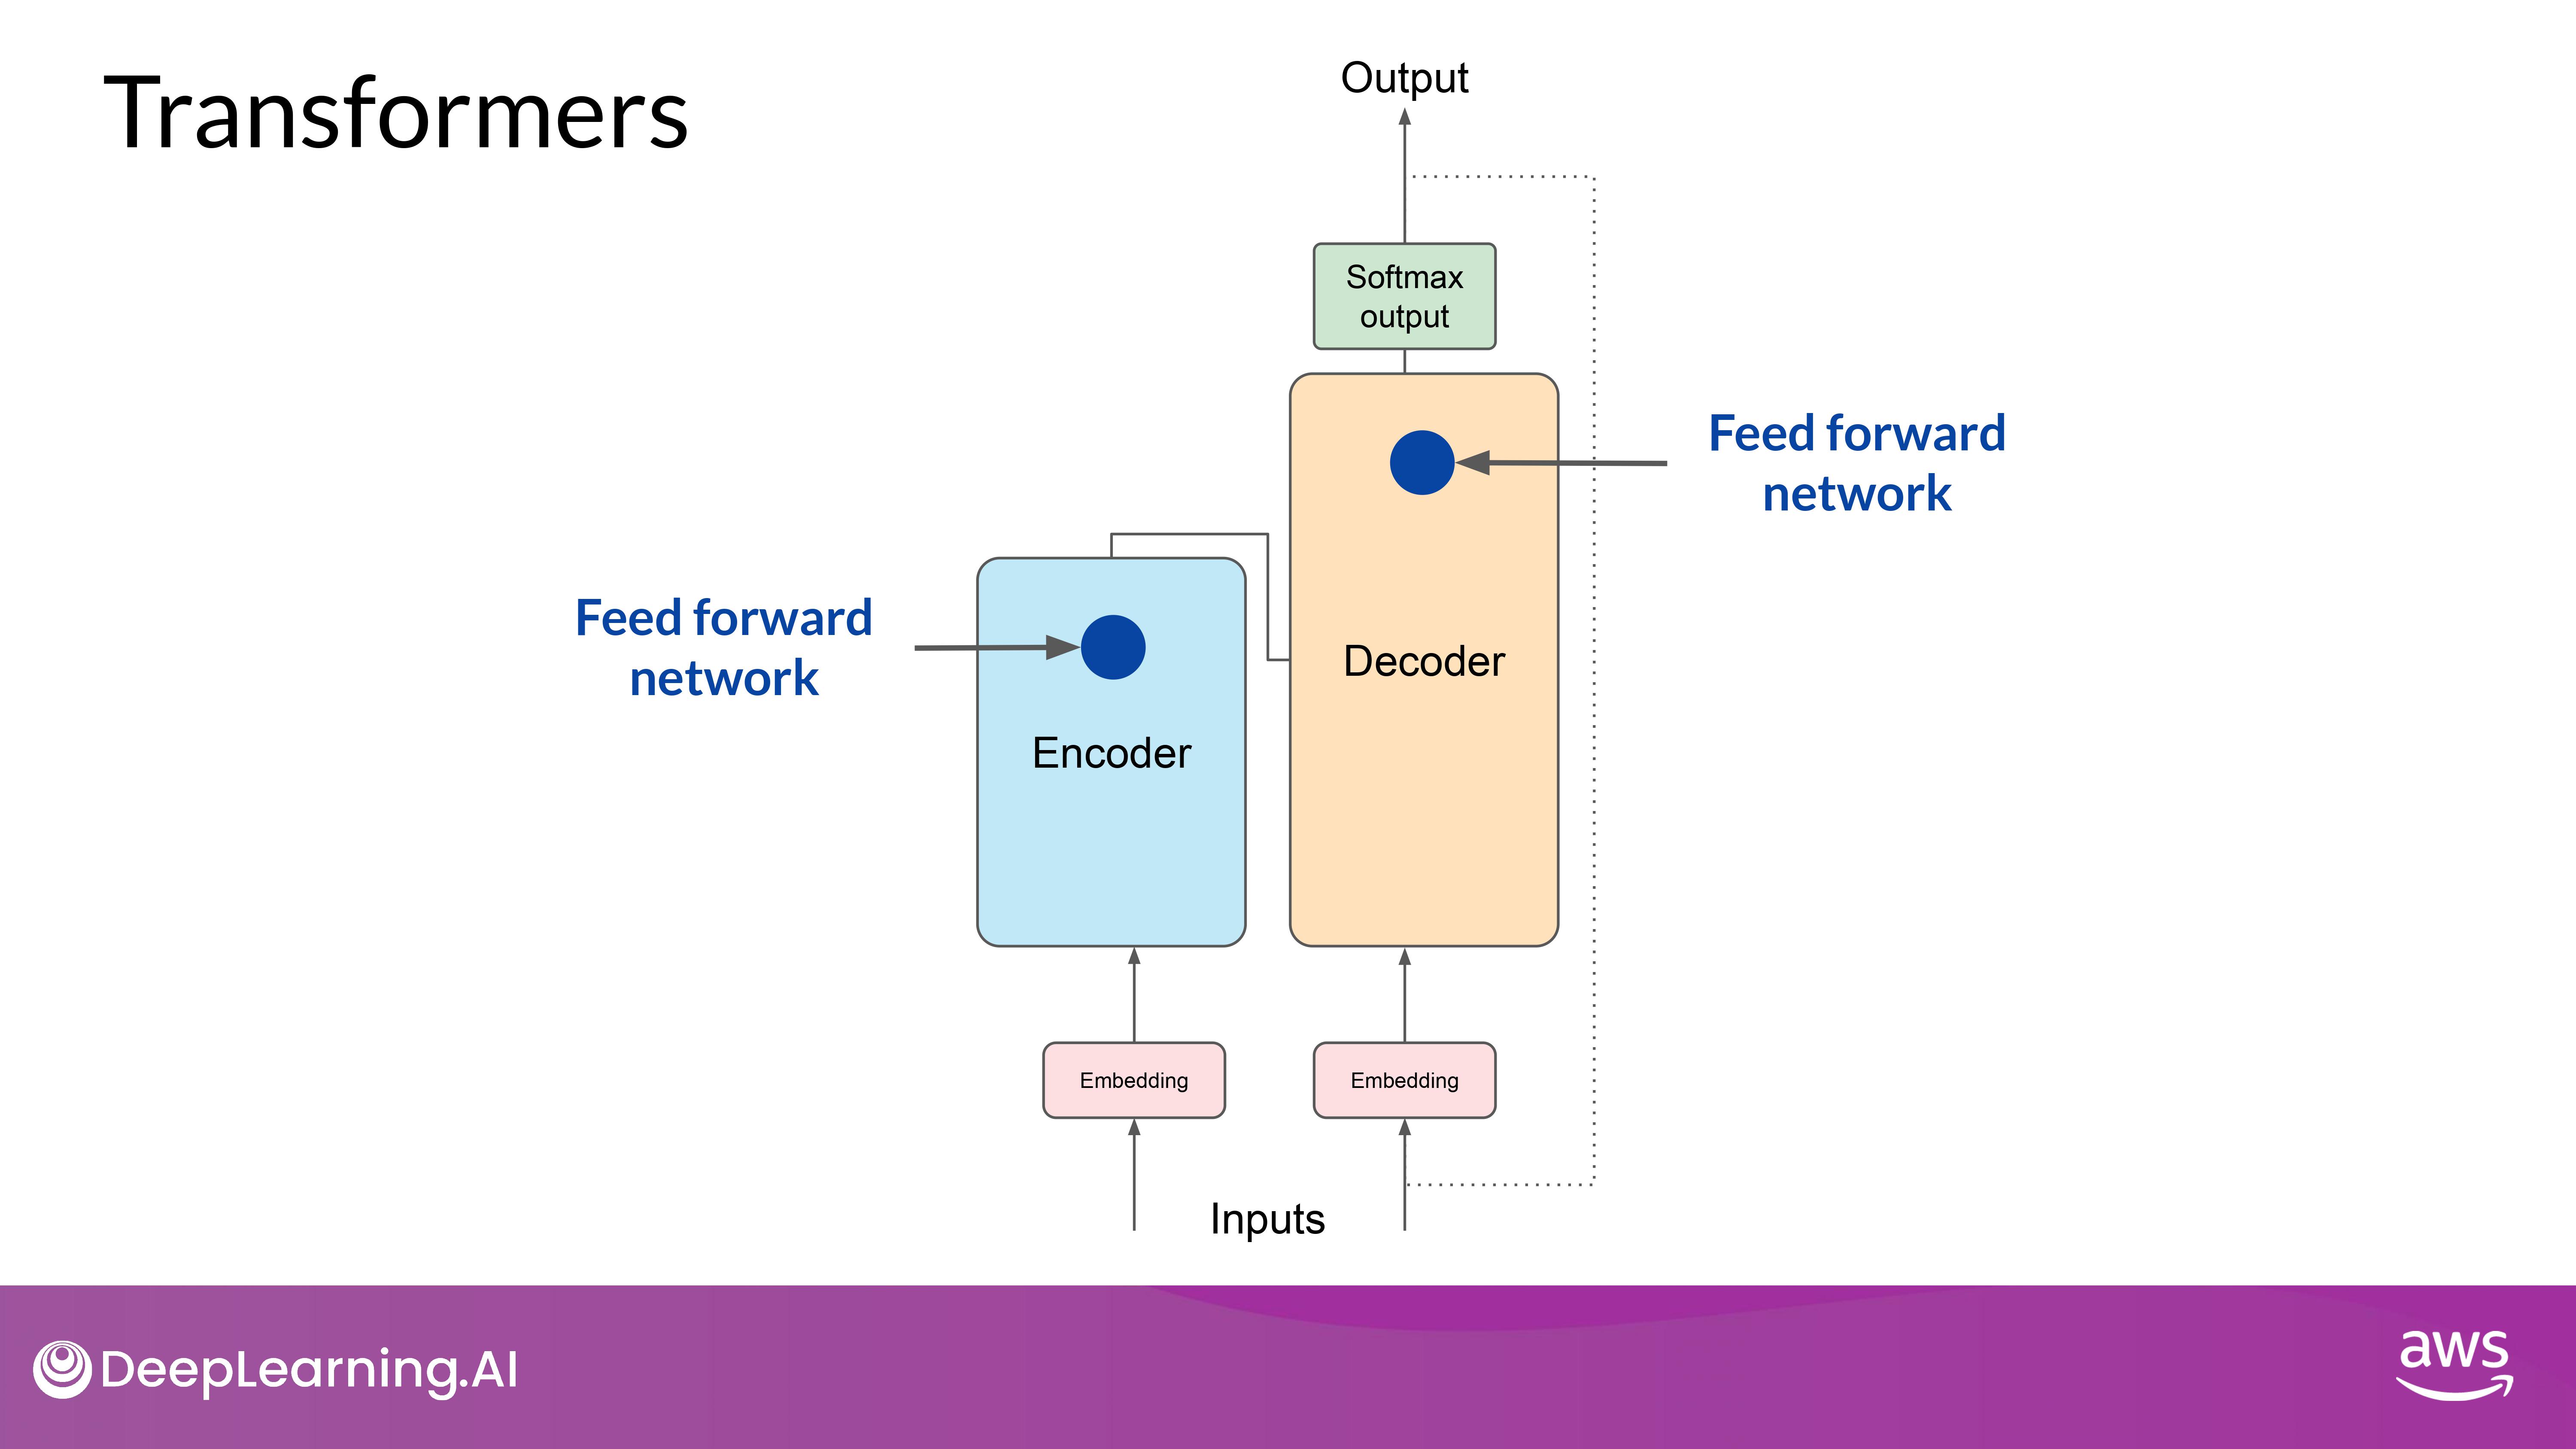 Transformers
Output
Softmax
output
Feed forward
network
Feed forward
network
Decoder
Encoder
Embedding
Embedding
Inputs
DeepLearning.AI
aws